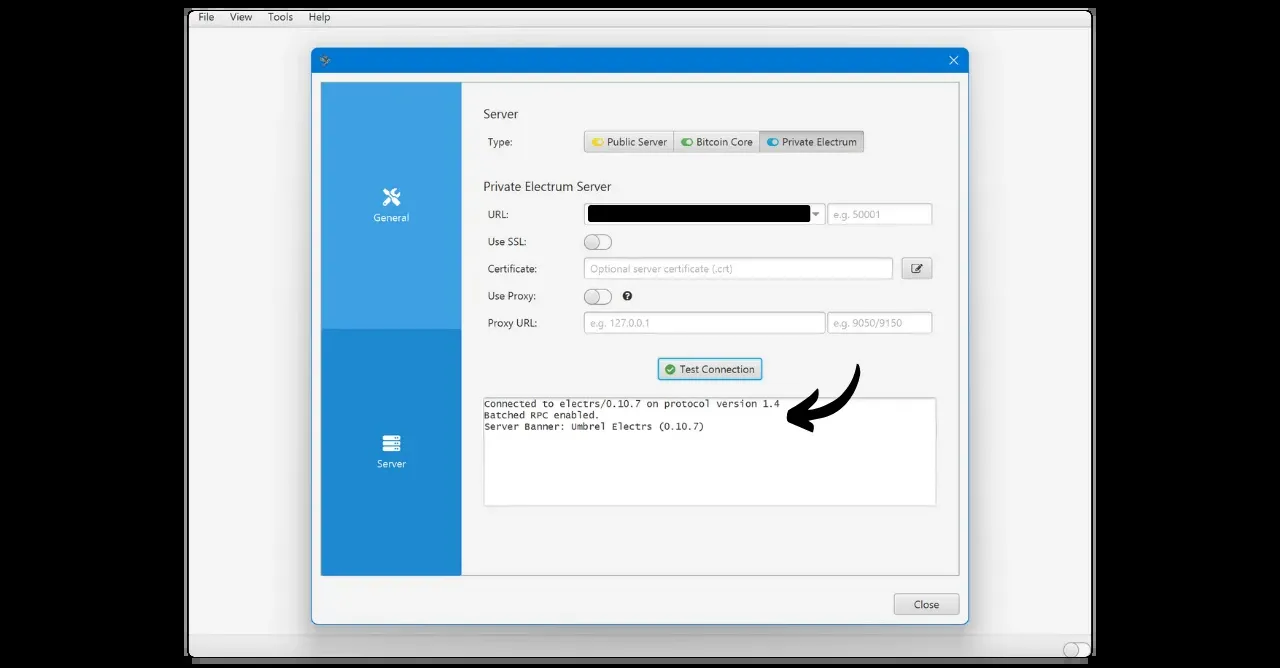 File View Tools Help
Server
Type: Public Server Bitcoin Core Private Electrum
Private Electrum Server
URL: e.g. 50001
Use SSL:
Certificate: Optional server certificate (.crt)
Use Proxy: ?
Proxy URL: e.g. 127.0.0.1 e.g. 9050/9150
General
Test Connection
Connected to electrs/0.10.7 on protocol version 1.4
Batched RPC enabled.
Server Banner: Umbrel Electrs (0.10.7)
Server
Close